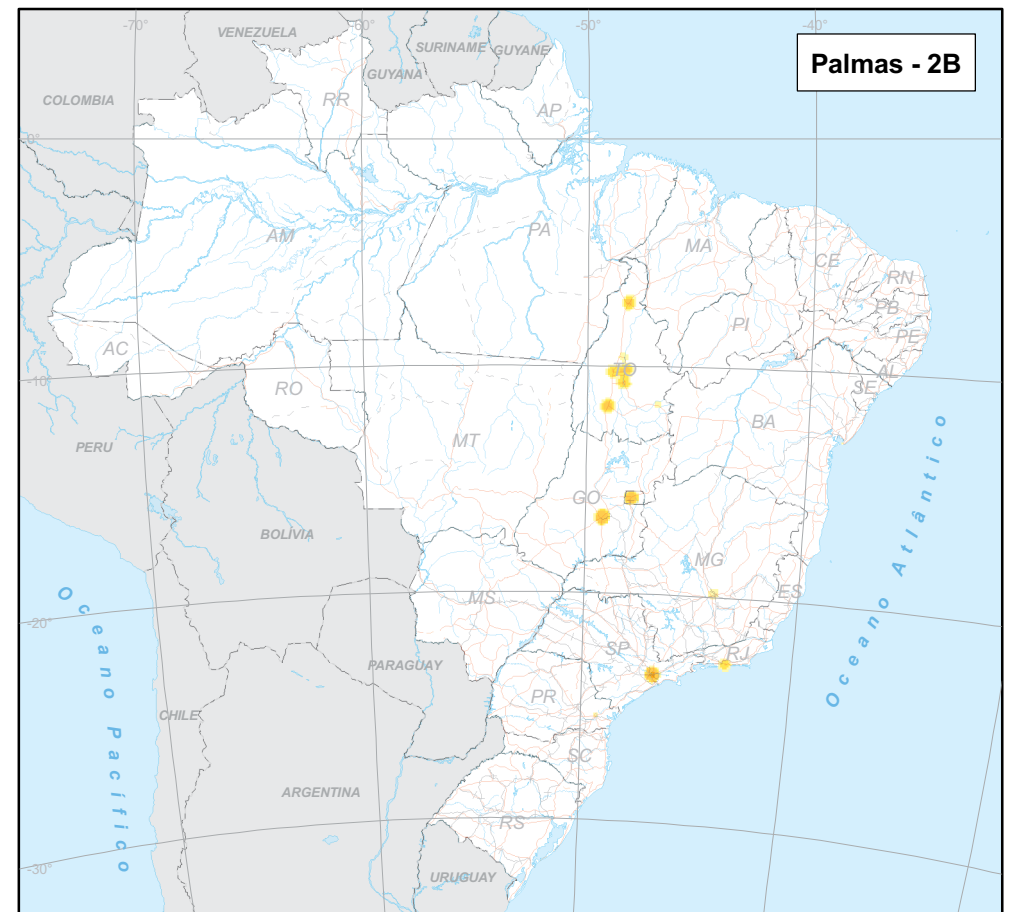 -70°
-60°
-50°
-40°
VENEZUELA
SURINAME
GUYANE
GUYANA
Palmas - 2B
COLOMBIA
RR
AP
0°
AM
PA
MA
CE
RN
PB
PI
PE
AC
TO
AL
-10°
RO
SE
BA
PERU
MT
GO
BOLÍVIA
MG
ES
MS
-20°
SP
RJ
PARAGUAY
PR
CHILE
SC
ARGENTINA
RS
-30°
URUGUAY
Oceano Pacífico
Oceano Atlântico